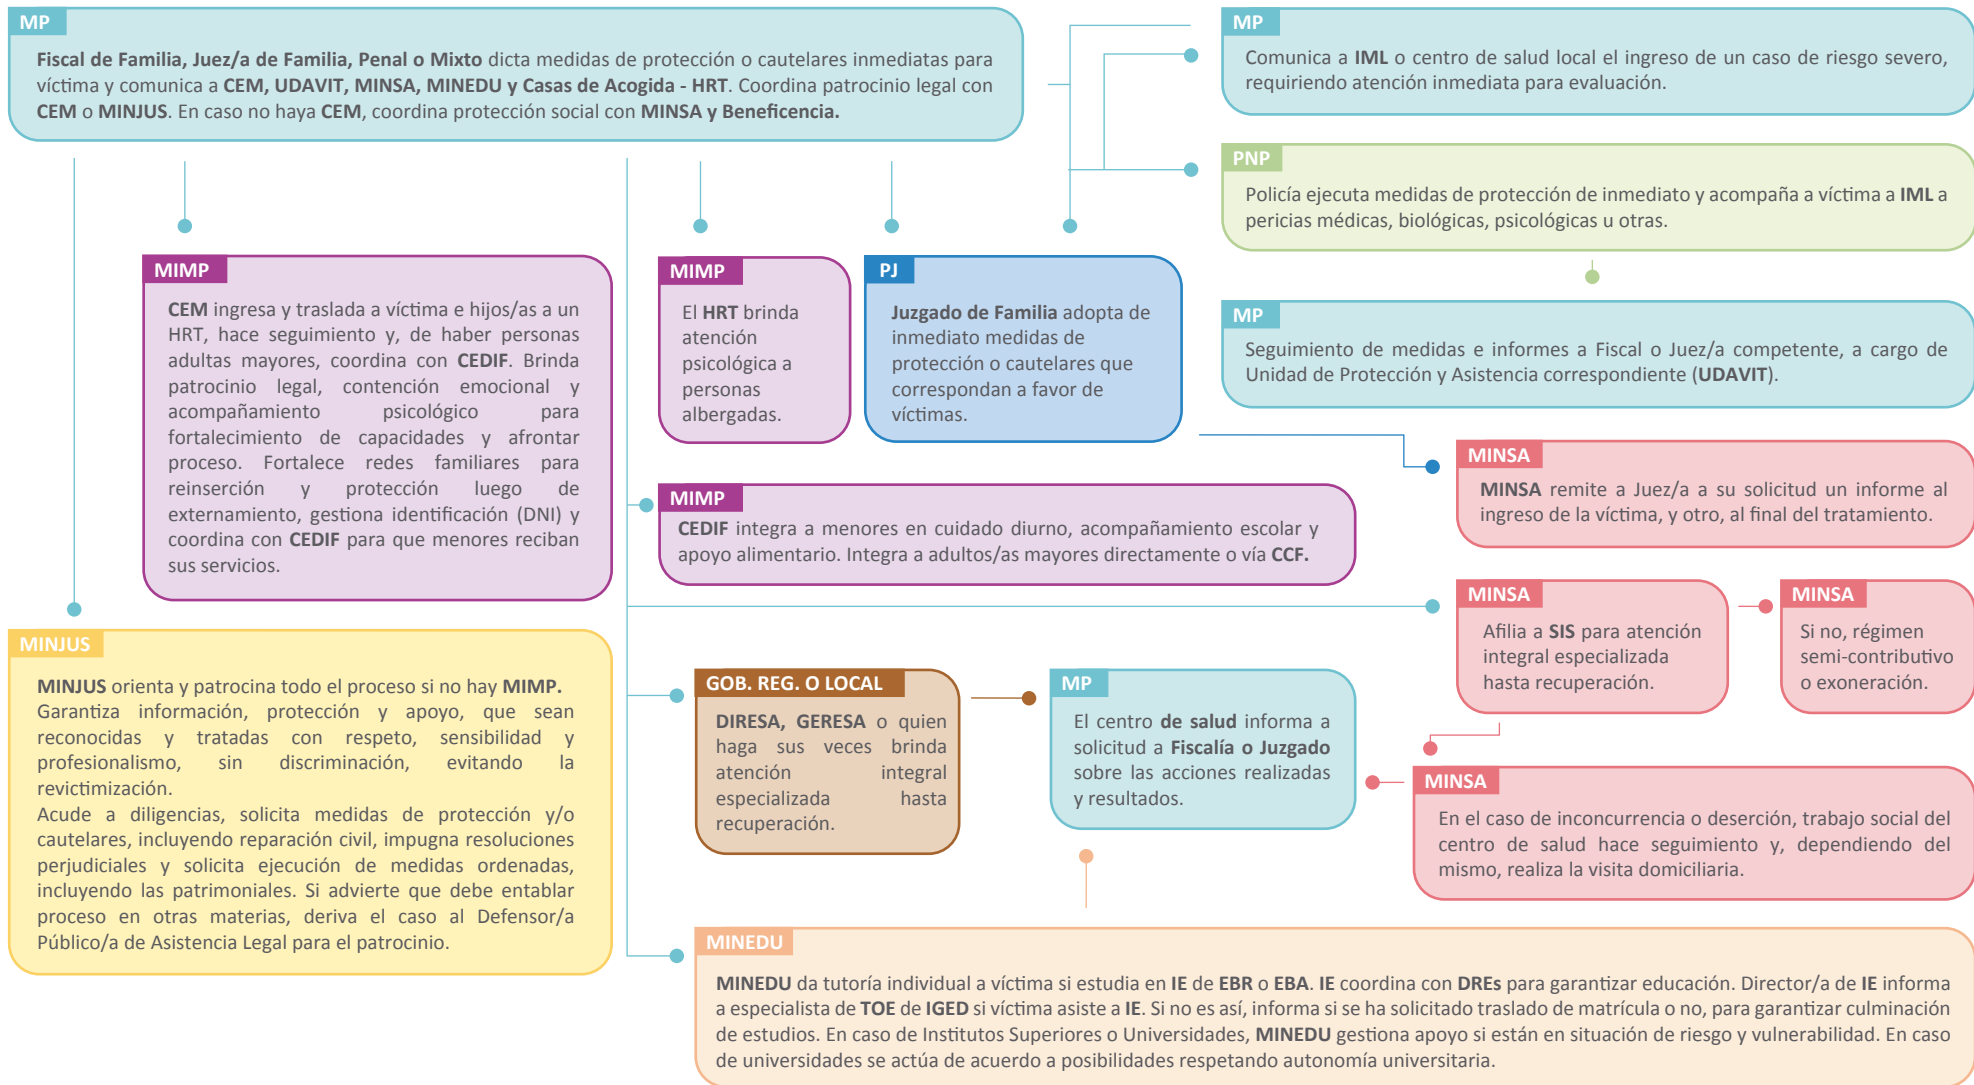 MP
Fiscal de Familia, Juez/a de Familia, Penal o Mixto dicta medidas de protección o cautelares inmediatas para
víctima y comunica a CEM, UDAVIT, MINSA, MINEDU y Casas de Acogida - HRT. Coordina patrocinio legal con
CEM o MINJUS. En caso no haya CEM, coordina protección social con MINSA y Beneficencia.
MP
Comunica a IML o centro de salud local el ingreso de un caso de riesgo severo,
requiriendo atención inmediata para evaluación.
PNP
Policía ejecuta medidas de protección de inmediato y acompaña a víctima a IML a
pericias médicas, biológicas, psicológicas u otras.
MP
Seguimiento de medidas e informes a Fiscal o Juez/a competente, a cargo de
Unidad de Protección y Asistencia correspondiente (UDAVIT).
MIMP
CEM ingresa y traslada a víctima e hijos/as a un
HRT, hace seguimiento y, de haber personas
adultas mayores, coordina con CEDIF. Brinda
patrocinio legal, contención emocional y
acompañamiento psicológico para
fortalecimiento de capacidades y afrontar
proceso. Fortalece redes familiares para
reinserción y protección luego de
externamiento, gestiona identificación (DNI) y
coordina con CEDIF para que menores reciban
sus servicios.
MIMP
El HRT brinda
atención
psicológica a
personas
albergadas.
PJ
Juzgado de Familia adopta de
inmediato medidas de
protección o cautelares que
correspondan a favor de
víctimas.
MINSA
MINSA remite a Juez/a a su solicitud un informe al
ingreso de la víctima, y otro, al final del tratamiento.
MIMP
CEDIF integra a menores en cuidado diurno, acompañamiento escolar y
apoyo alimentario. Integra a adultos/as mayores directamente o vía CCF.
MINSA
Afilia a SIS para atención
integral especializada
hasta recuperación.
MINSA
Si no, régimen
semi-contributivo
o exoneración.
MINJUS
MINJUS orienta y patrocina todo el proceso si no hay MIMP.
Garantiza información, protección y apoyo, que sean
reconocidas y tratadas con respeto, sensibilidad y
profesionalismo, sin discriminación, evitando la
revictimización.
Acude a diligencias, solicita medidas de protección y/o
cautelares, incluyendo reparación civil, impugna resoluciones
perjudiciales y solicita ejecución de medidas ordenadas,
incluyendo las patrimoniales. Si advierte que debe entablar
proceso en otras materias, deriva el caso al Defensor/a
Público/a de Asistencia Legal para el patrocinio.
GOB. REG. O LOCAL
DIRESA, GERESA o quien
haga sus veces brinda
atención integral
especializada hasta
recuperación.
MP
El centro de salud informa a
solicitud a Fiscalía o Juzgado
sobre las acciones realizadas
y resultados.
MINSA
En el caso de inconcurrencia o deserción, trabajo social del
centro de salud hace seguimiento y, dependiendo del
mismo, realiza la visita domiciliaria.
MINEDU
MINEDU da tutoría individual a víctima si estudia en IE de EBR o EBA. IE coordina con DREs para garantizar educación. Director/a de IE informa
a especialista de TOE de IGED si víctima asiste a IE. Si no es así, informa si se ha solicitado traslado de matrícula o no, para garantizar culminación
de estudios. En caso de Institutos Superiores o Universidades, MINEDU gestiona apoyo si están en situación de riesgo y vulnerabilidad. En caso
de universidades se actúa de acuerdo a posibilidades respetando autonomía universitaria.